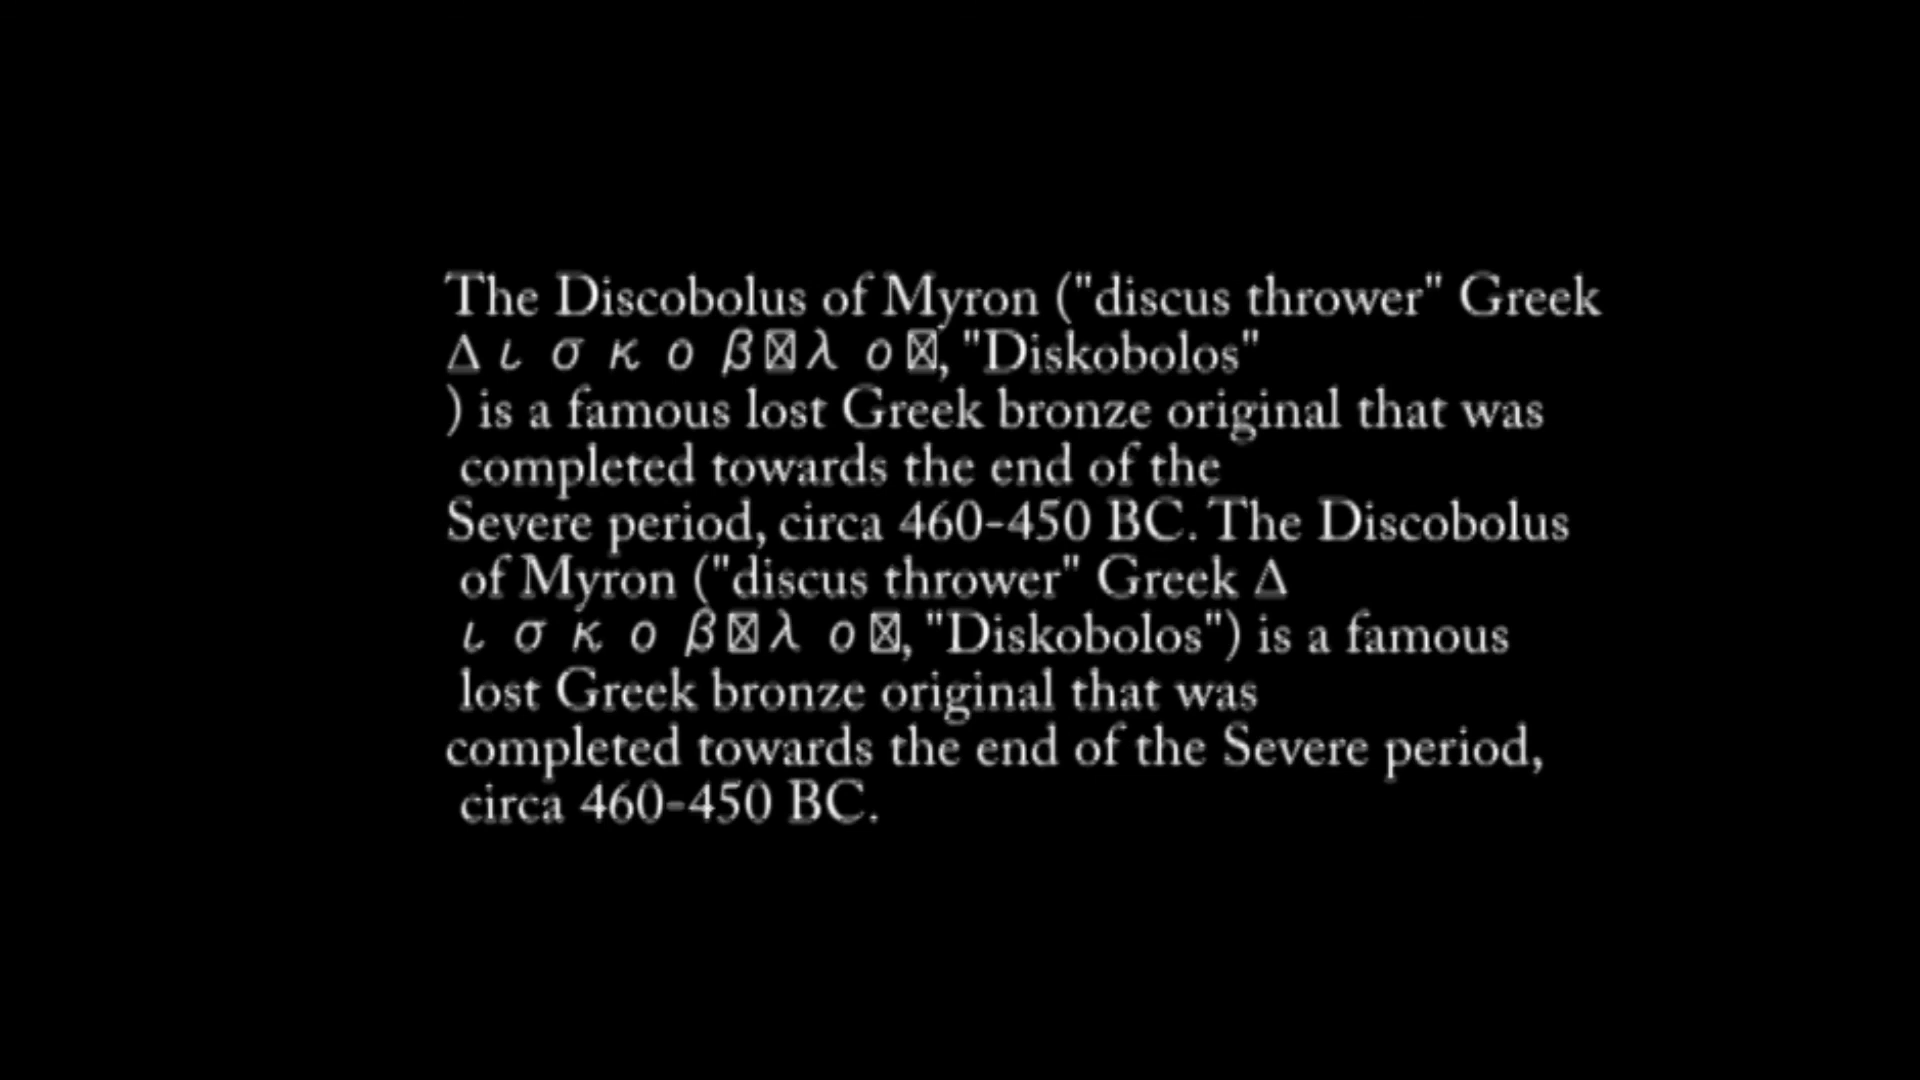 The Discobolus of Myron ("discus thrower" Greek
Δ ι σ κ ο β☒λ ο☒, "Diskobolos"
) is a famous lost Greek bronze original that was
completed towards the end of the
Severe period, circa 460-450 BC. The Discobolus
of Myron ("discus thrower" Greek Δ
ι σ κ ο β☒λ ο☒, "Diskobolos") is a famous
lost Greek bronze original that was
completed towards the end of the Severe period,
circa 460-450 BC.